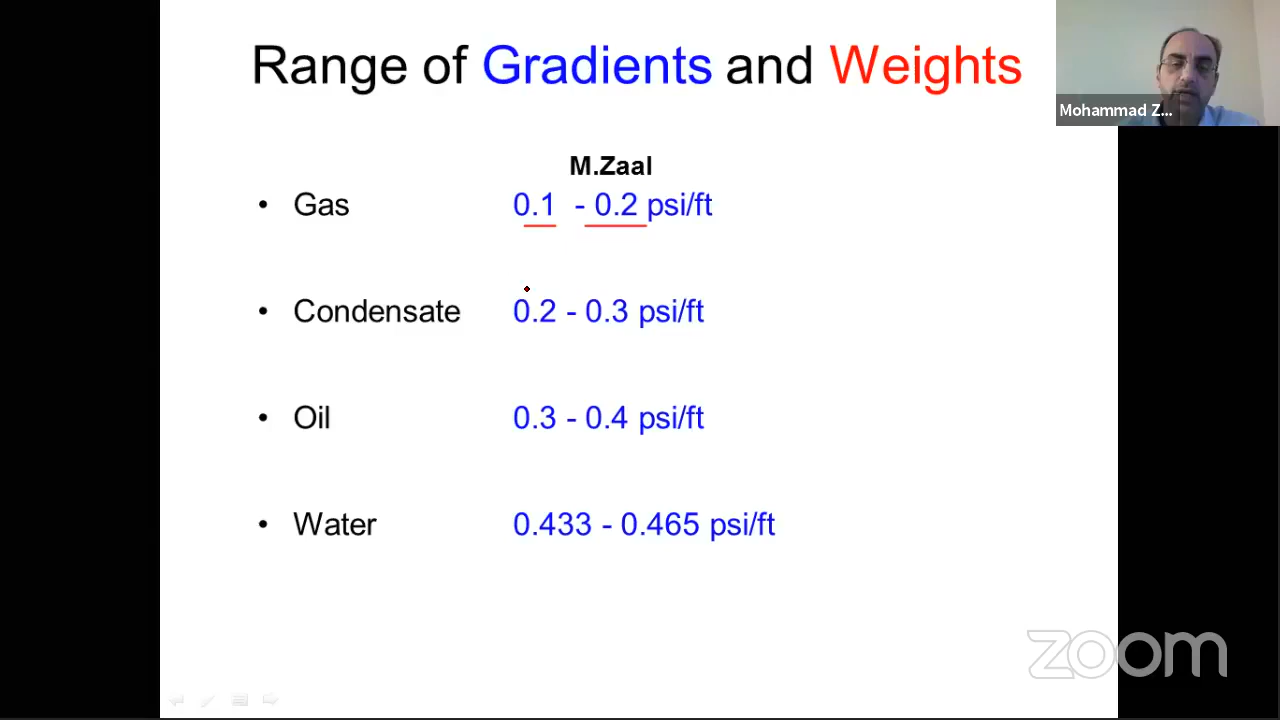 Range of Gradients and Weights
Mohammad Z...
M.Zaal
• Gas 0.1 - 0.2 psi/ft
• Condensate 0.2 - 0.3 psi/ft
• Oil 0.3 - 0.4 psi/ft
• Water 0.433 - 0.465 psi/ft
zoom